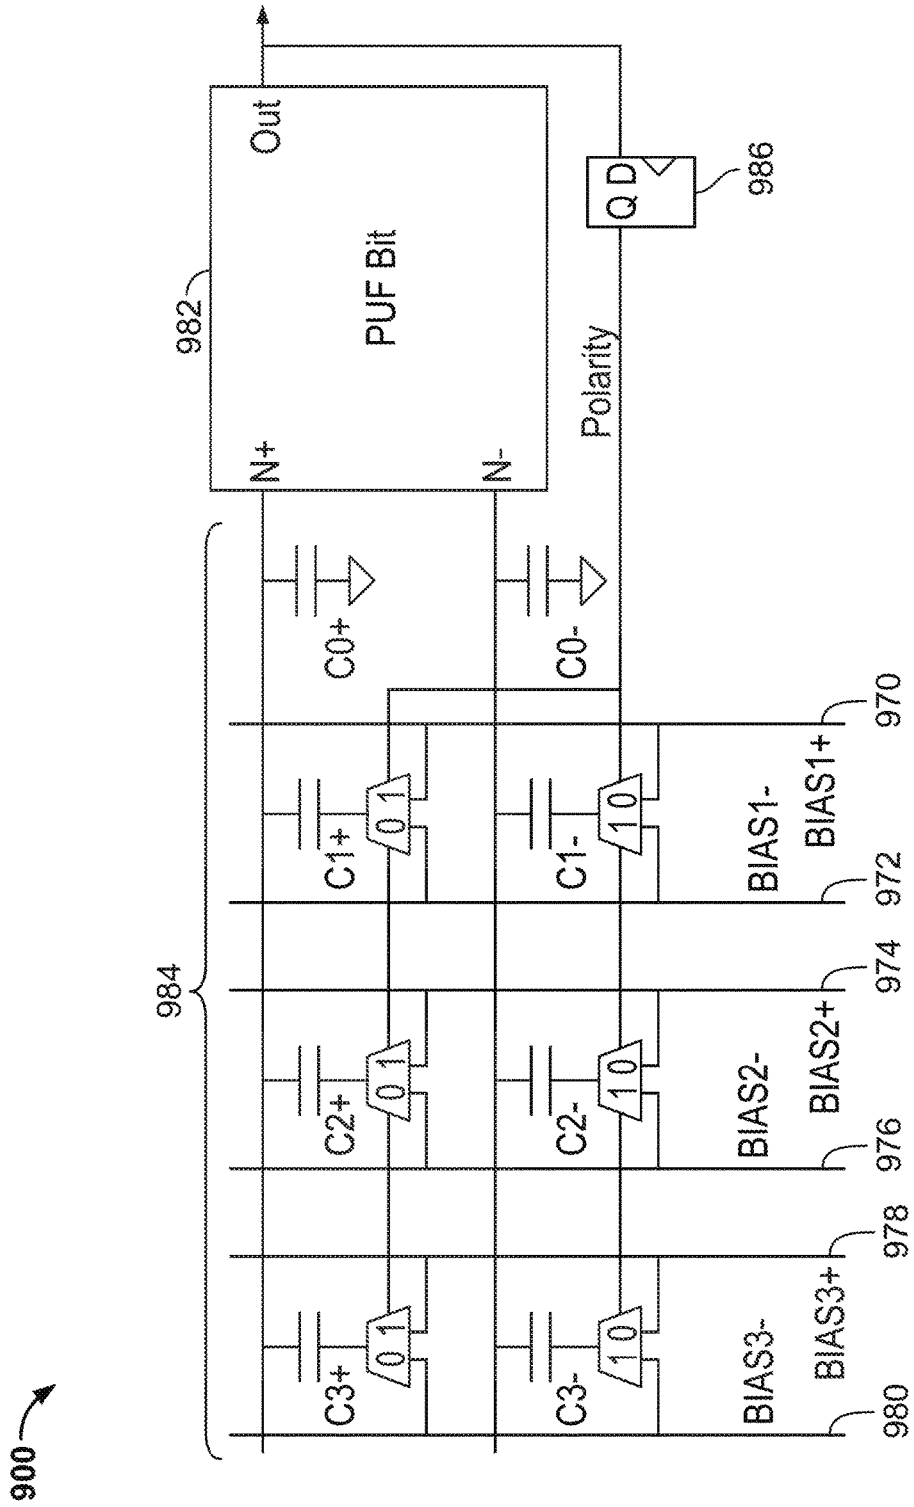 900
984
982
986
PUF Bit
N+
N-
Out
Q D
Polarity
C3+
C2+
C1+
C0+
0 1
0 1
0 1
C3-
C2-
C1-
C0-
1 0
1 0
1 0
BIAS3-
BIAS3+
BIAS2-
BIAS2+
BIAS1-
BIAS1+
980
978
976
974
972
970